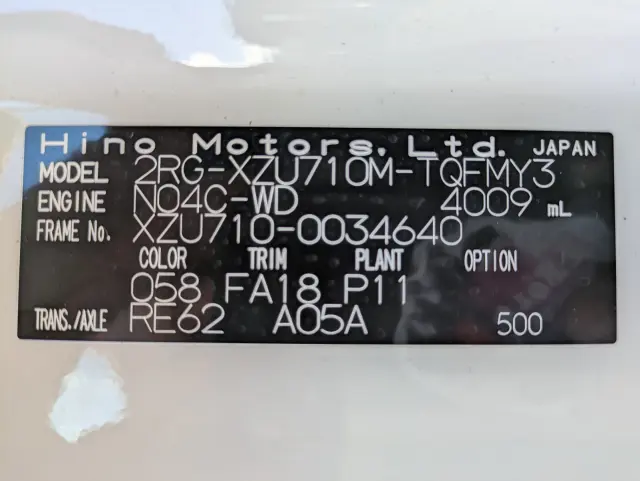 Hino Motors, Ltd. JAPAN
MODEL 2RG-XZU710M-TQFMY3
ENGINE N04C-WD 4009 mL
FRAME No. XZU710-0034640
COLOR TRIM PLANT OPTION
058 FA18 P11
TRANS./AXLE RE62 A05A 500